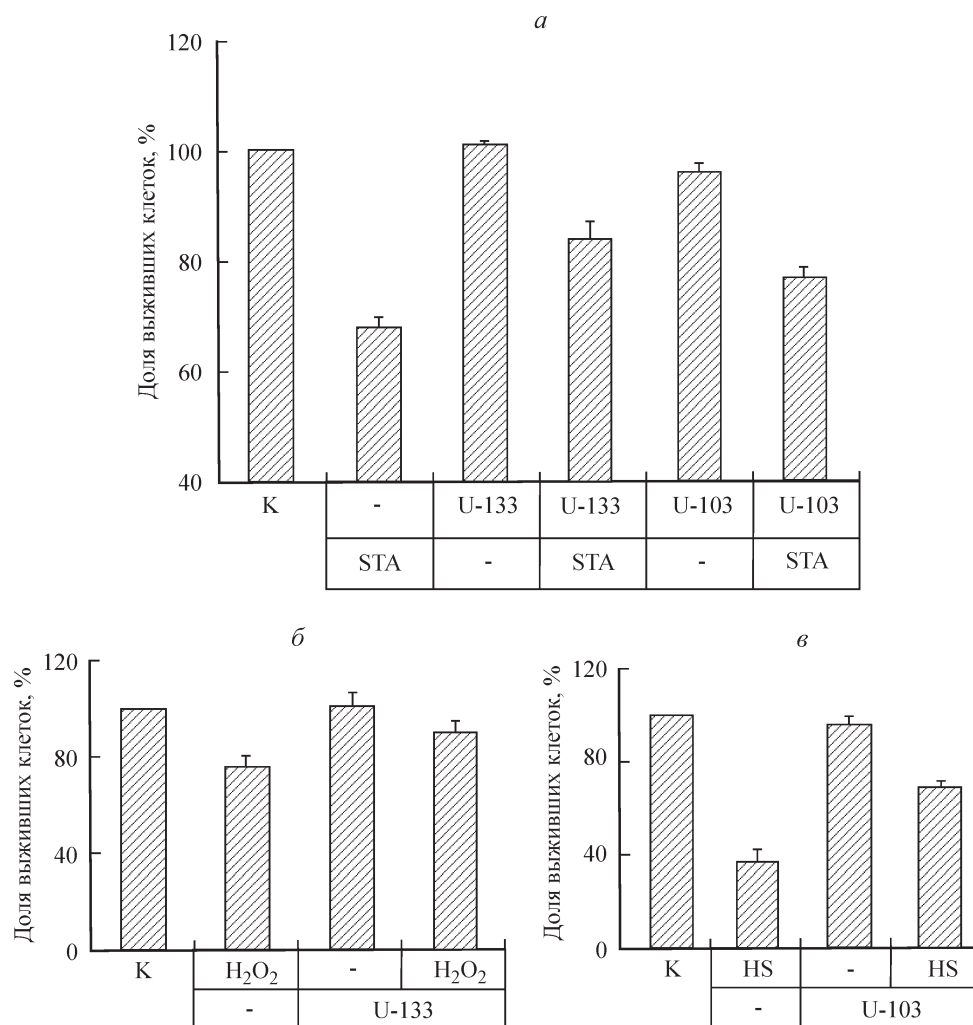 а
Доля выживших клеток, %
120
100
80
60
40
K - U-133 U-133 U-103 U-103
STA - STA - STA
б
Доля выживших клеток, %
120
80
40
0
K H₂O₂ - H₂O₂
- U-133
в
Доля выживших клеток, %
120
80
40
0
K HS - HS
- U-103